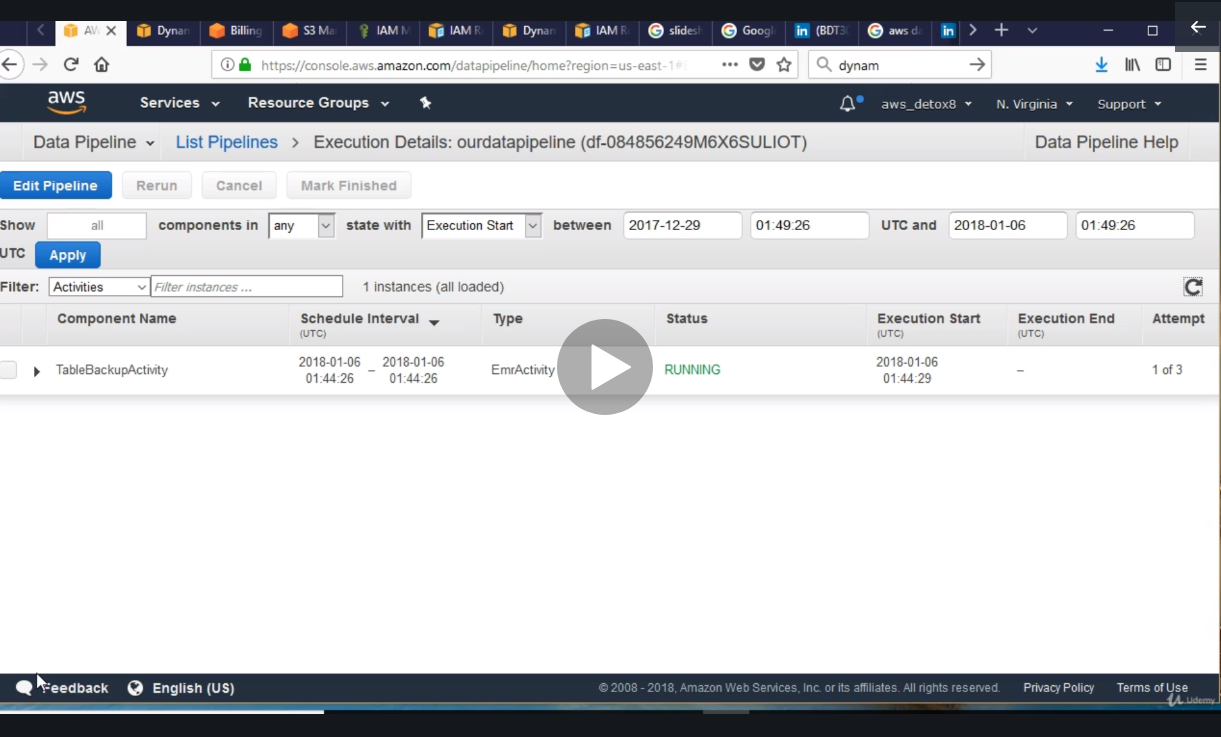 AW Dynan Billing S3 Ma IAM M IAM R Dynan IAM R slidesh Googl (BDT30 aws da
https://console.aws.amazon.com/datapipeline/home?region=us-east-1# dynam
aws Services Resource Groups aws_detox8 N. Virginia Support
Data Pipeline List Pipelines > Execution Details: ourdatapipeline (df-084856249M6X6SULIOT) Data Pipeline Help
Edit Pipeline Rerun Cancel Mark Finished
Show all components in any state with Execution Start between 2017-12-29 01:49:26 UTC and 2018-01-06 01:49:26
UTC Apply
Filter: Activities Filter instances ... 1 instances (all loaded)
Component Name Schedule Interval (UTC) Type Status Execution Start (UTC) Execution End (UTC) Attempt
TableBackupActivity 2018-01-06 01:44:26 – 2018-01-06 01:44:26 EmrActivity RUNNING 2018-01-06 01:44:29 – 1 of 3
Feedback English (US) © 2008 - 2018, Amazon Web Services, Inc. or its affiliates. All rights reserved. Privacy Policy Terms of Use
Udemy